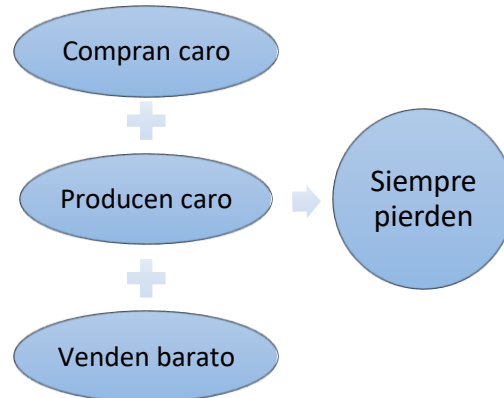 Compran caro
Producen caro
Venden barato
Siempre
pierden